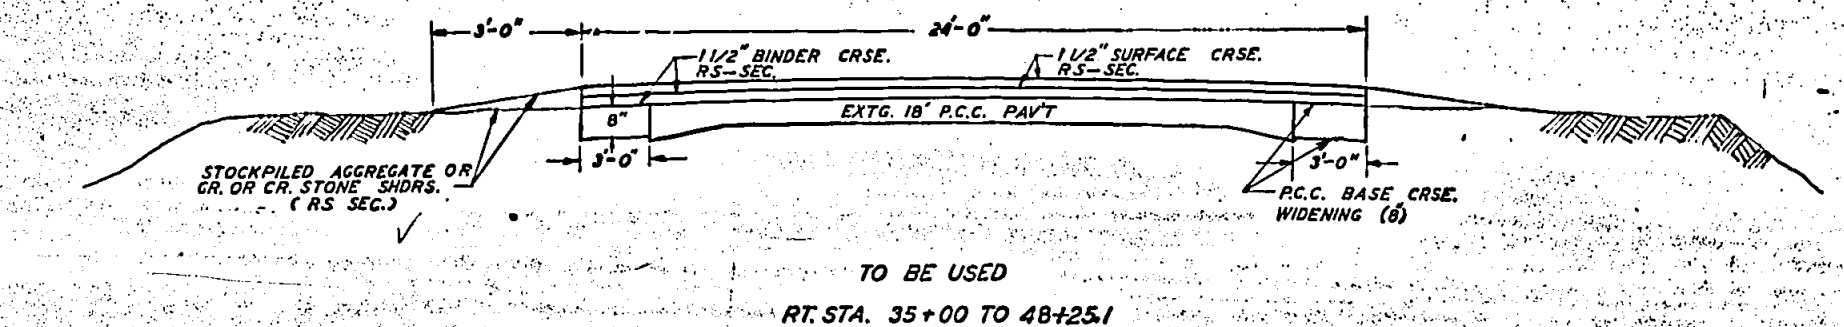 3'-0"
24'-0"
1 1/2" BINDER CRSE.
RS-SEC.
1 1/2" SURFACE CRSE.
RS-SEC.
8"
EXTG. 18' P.C.C. PAV'T
3'-0"
3'-0"
STOCKPILED AGGREGATE OR
GR. OR CR. STONE SHDRS.
(RS SEC.)
P.C.C. BASE CRSE.
WIDENING (8")
TO BE USED
RT. STA. 35+00 TO 48+25.1